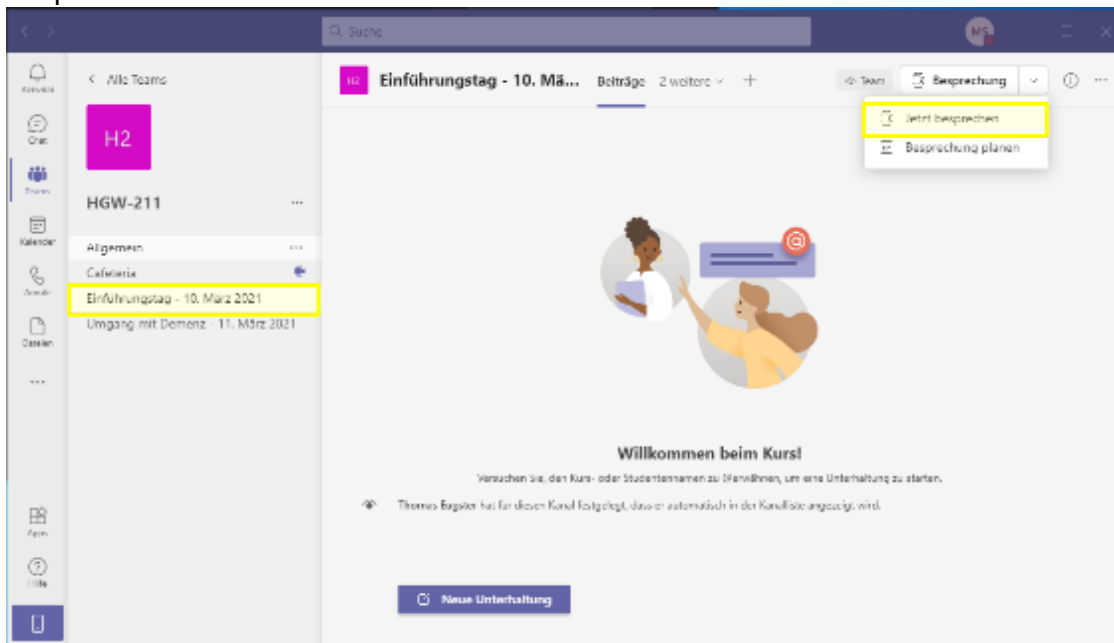 Suche
MS
Aktivität
Chat
Teams
Kalender
Anrufe
Dateien
Apps
Hilfe
Alle Teams
H2
HGW-211
Allgemein
Cafeteria
Einführungstag - 10. März 2021
Umgang mit Demenz - 11. März 2021
H2 Einführungstag - 10. Mä... Beiträge 2 weitere
Team Besprechung
Jetzt besprechen
Besprechung planen
@
Willkommen beim Kurs!
Versuchen Sie, den Kurs- oder Studentennamen zu @erwähnen, um eine Unterhaltung zu starten.
Thomas Bagster hat für diesen Kanal festgelegt, dass er automatisch in der Kanalliste angezeigt wird.
Neue Unterhaltung